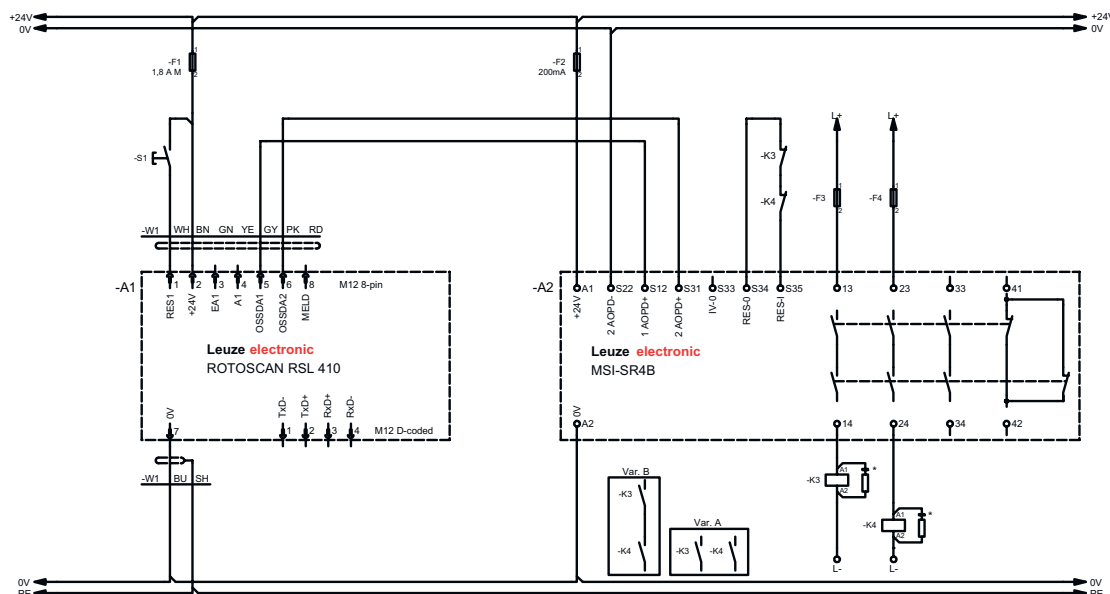 +24V
0V
+24V
0V
-F1
1,8 A M
1
2
-F2
200mA
1
2
L+
L+
-S1
-K3
-K4
-F3
1
2
-F4
1
2
-W1 WH BN GN YE GY PK RD
-A1
1 2 3 4 5 6 8 M12 8-pin
RES1
+24V
EA1
A1
OSSDA1
OSSDA2
MELD
Leuze electronic
ROTOSCAN RSL 410
0V
TxD-
TxD+
RxD+
RxD-
7 1 2 3 4 M12 D-coded
-W1 BU SH
-A2
A1 S22 S12 S31 S33 S34 S35 13 23 33 41
+24V
2 AOPD-
1 AOPD+
2 AOPD+
IV-0
RES-0
RES-I
Leuze electronic
MSI-SR4B
0V
A2 14 24 34 42
Var. B
-K3
-K4
Var. A
-K3 -K4
-K3
A1
A2
*
-K4
A1
A2
*
L-
L-
0V
0V